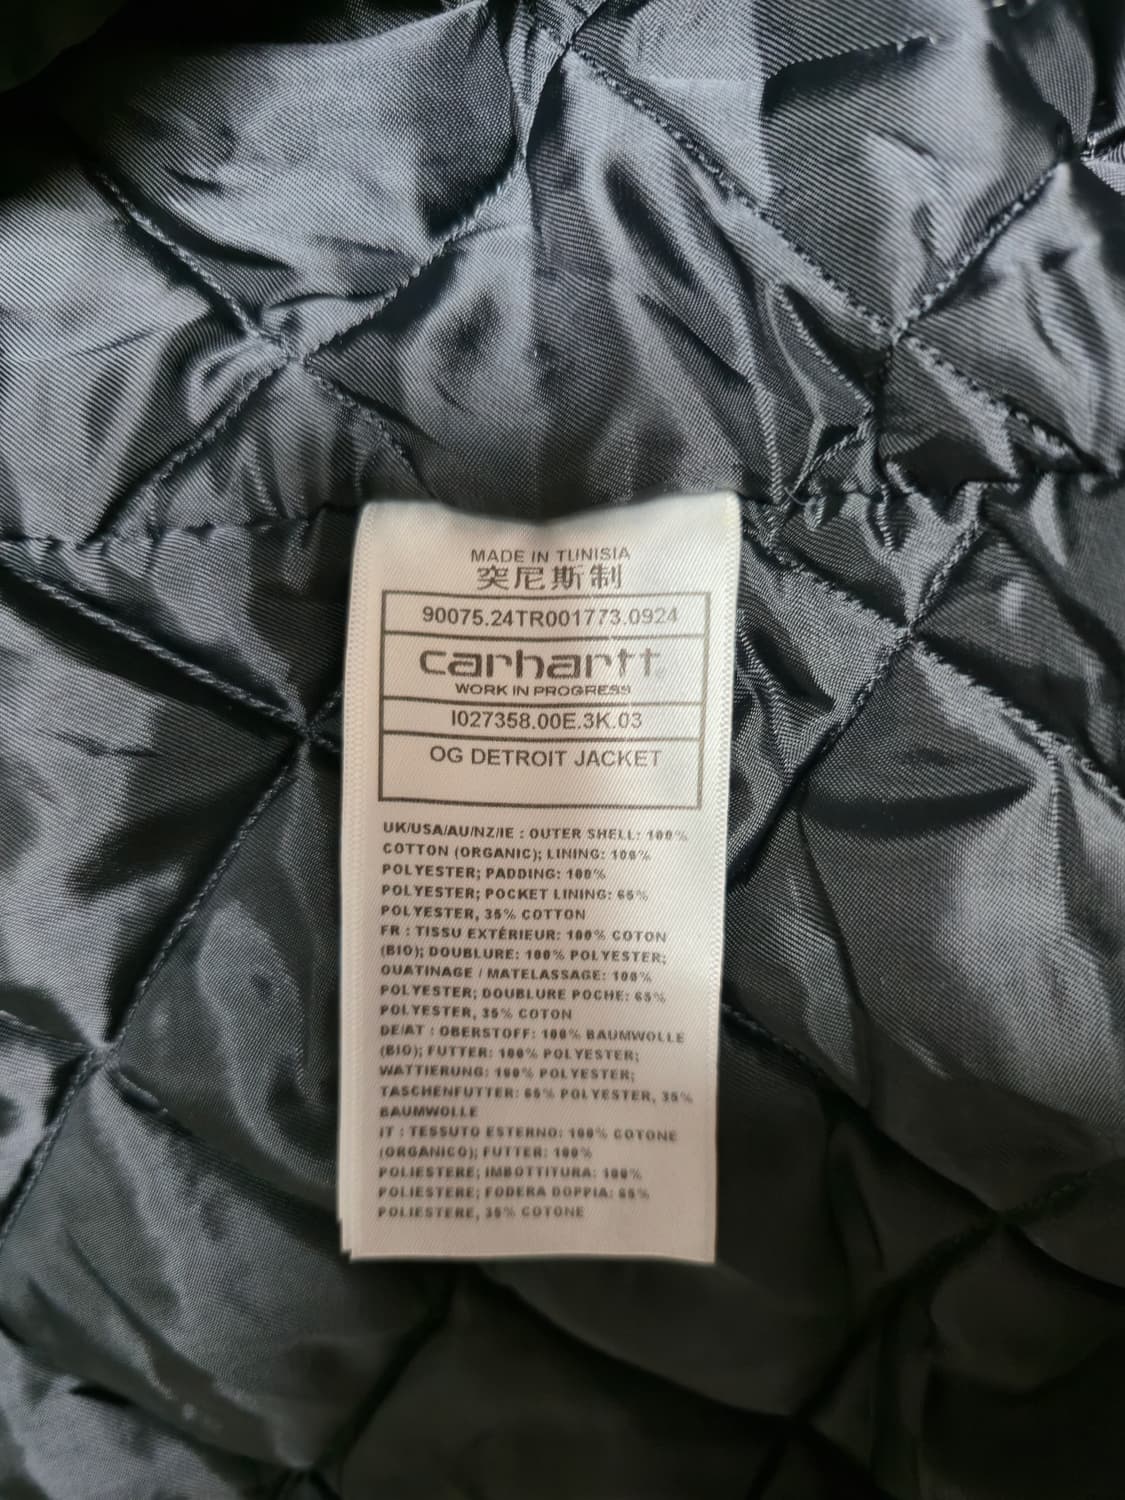 MADE IN TUNISIA
突尼斯制
90075.24TR001773.0924
carhartt
WORK IN PROGRESS
I027358.00E.3K.03
OG DETROIT JACKET
UK/USA/AU/NZ/IE : OUTER SHELL: 100%
COTTON (ORGANIC); LINING: 100%
POLYESTER; PADDING: 100%
POLYESTER; POCKET LINING: 65%
POLYESTER, 35% COTTON
FR : TISSU EXTÉRIEUR: 100% COTON
(BIO); DOUBLURE: 100% POLYESTER;
OUATINAGE / MATELASSAGE: 100%
POLYESTER; DOUBLURE POCHE: 65%
POLYESTER, 35% COTON
DE/AT : OBERSTOFF: 100% BAUMWOLLE
(BIO); FUTTER: 100% POLYESTER;
WATTIERUNG: 100% POLYESTER;
TASCHENFUTTER: 65% POLYESTER, 35%
BAUMWOLLE
IT : TESSUTO ESTERNO: 100% COTONE
(ORGANICO); FUTTER: 100%
POLIESTERE; IMBOTTITURA: 100%
POLIESTERE; FODERA DOPPIA: 65%
POLIESTERE, 35% COTONE